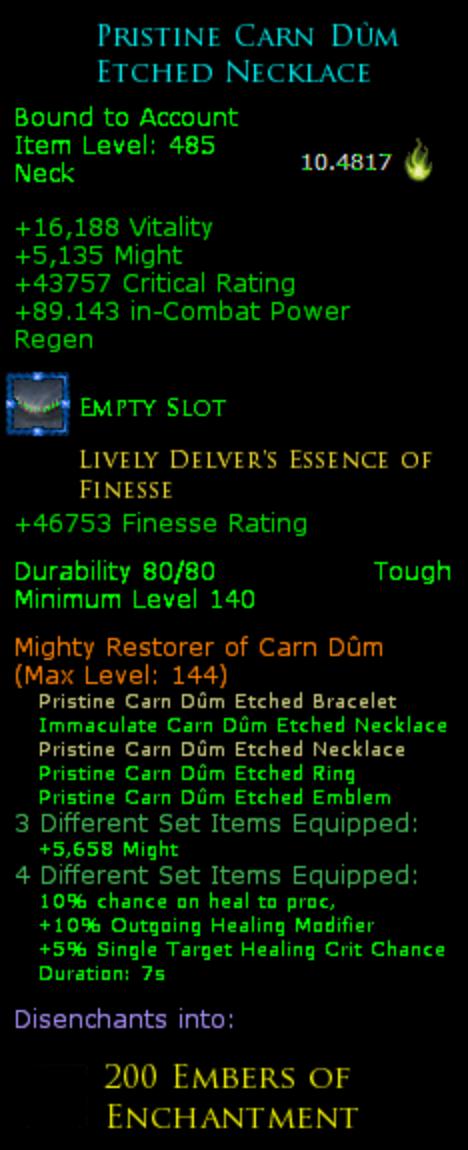 Pristine Carn Dûm
Etched Necklace
Bound to Account
Item Level: 485
10.4817
Neck
+16,188 Vitality
+5,135 Might
+43757 Critical Rating
+89.143 in-Combat Power
Regen
Empty Slot
Lively Delver's Essence of
Finesse
+46753 Finesse Rating
Durability 80/80 Tough
Minimum Level 140
Mighty Restorer of Carn Dûm
(Max Level: 144)
Pristine Carn Dûm Etched Bracelet
Immaculate Carn Dûm Etched Necklace
Pristine Carn Dûm Etched Necklace
Pristine Carn Dûm Etched Ring
Pristine Carn Dûm Etched Emblem
3 Different Set Items Equipped:
+5,658 Might
4 Different Set Items Equipped:
10% chance on heal to proc,
+10% Outgoing Healing Modifier
+5% Single Target Healing Crit Chance
Duration: 7s
Disenchants into:
200 Embers of
Enchantment